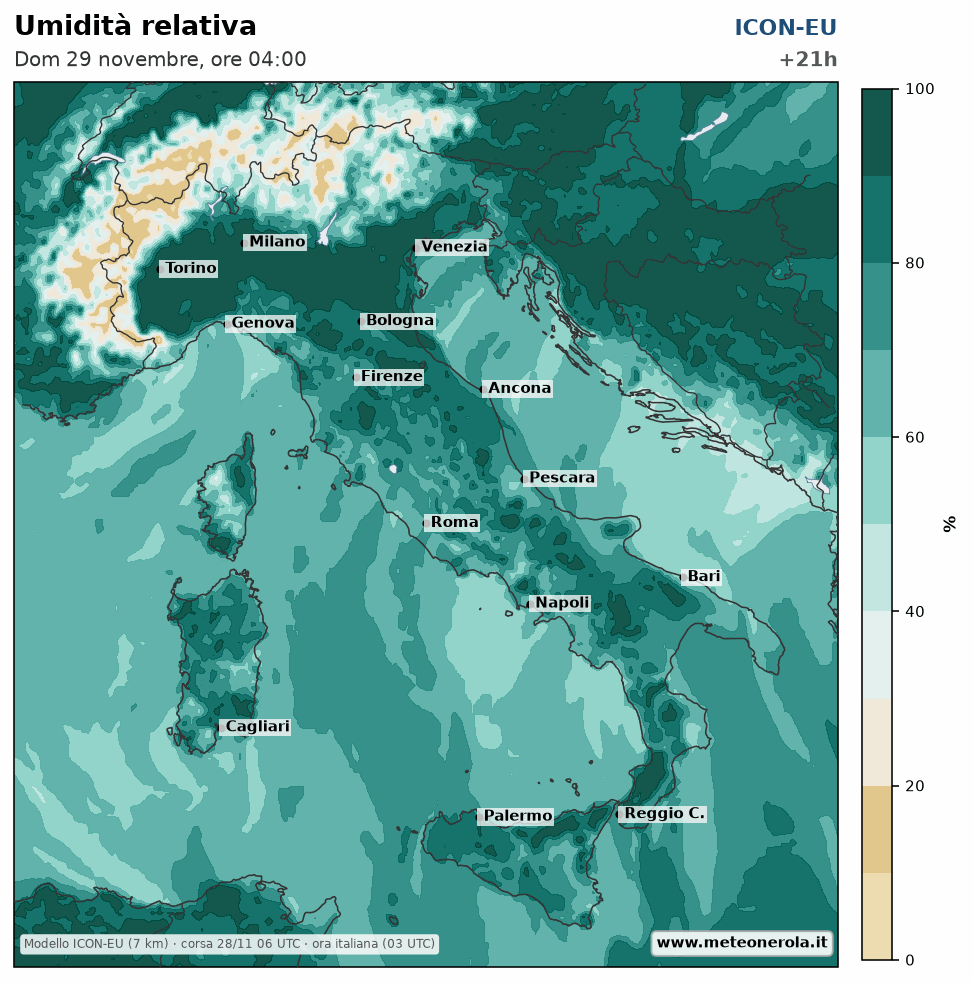 Umidità relativa
ICON-EU
Dom 29 novembre, ore 04:00
+21h
100
80
60
40
20
0
%
Milano
Venezia
Torino
Genova
Bologna
Firenze
Ancona
Pescara
Roma
Bari
Napoli
Cagliari
Palermo
Reggio C.
Modello ICON-EU (7 km) · corsa 28/11 06 UTC · ora italiana (03 UTC)
www.meteonerola.it